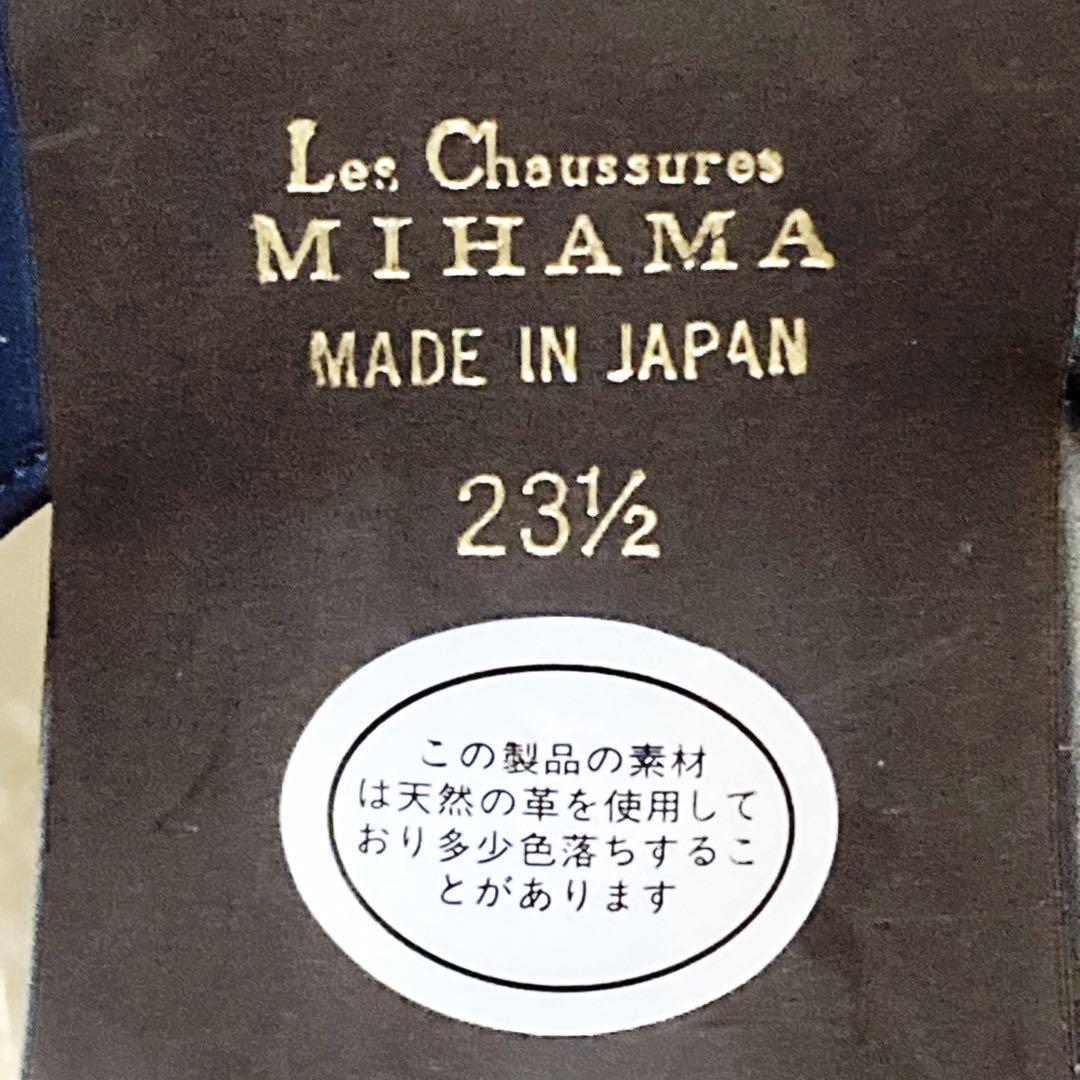 Les Chaussures
MIHAMA
MADE IN JAPAN
23½
この製品の素材
は天然の革を使用して
おり多少色落ちするこ
とがあります